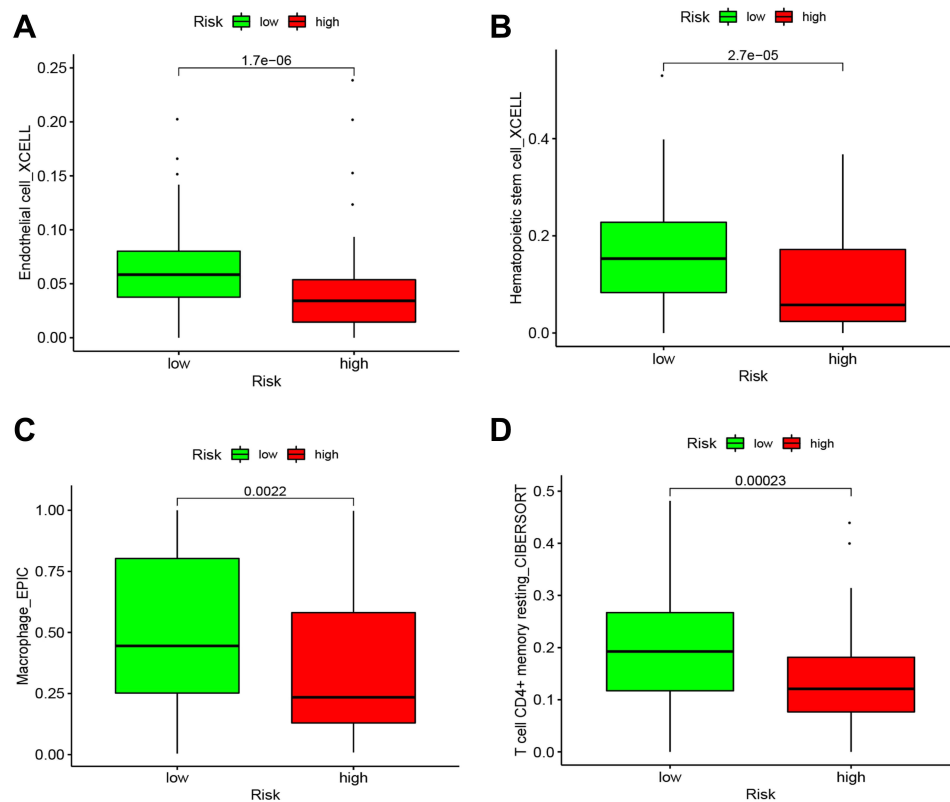 A
Risk low high
1.7e−06
Endothelial cell_XCELL
0.25
0.20
0.15
0.10
0.05
0.00
low high
Risk
B
Risk low high
2.7e−05
Hematopoietic stem cell_XCELL
0.4
0.2
0.0
low high
Risk
C
Risk low high
0.0022
Macrophage_EPIC
1.00
0.75
0.50
0.25
0.00
low high
Risk
D
Risk low high
0.00023
T cell CD4+ memory resting_CIBERSORT
0.5
0.4
0.3
0.2
0.1
0.0
low high
Risk